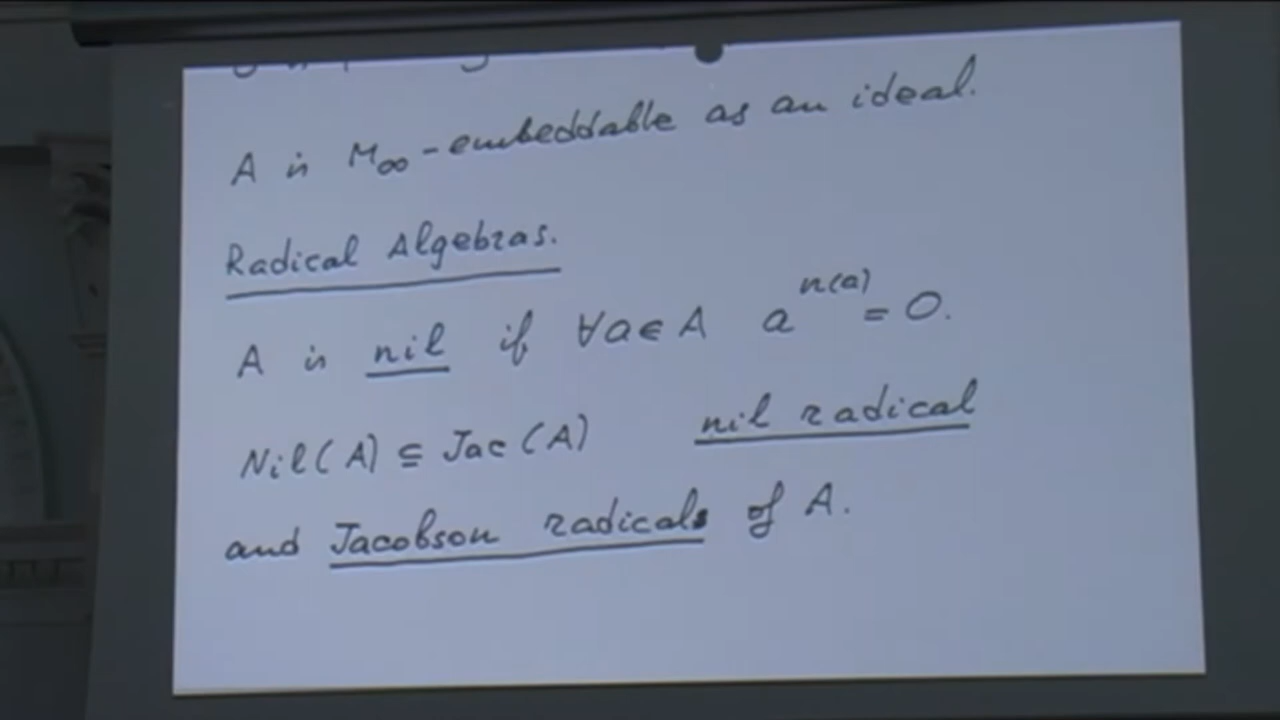 A is M∞-embeddable as an ideal.
Radical Algebras.
A is nil if ∀a∈A a^{n(a)} = 0.
Nil(A) ⊆ Jac(A) nil radical
and Jacobson radicals of A.